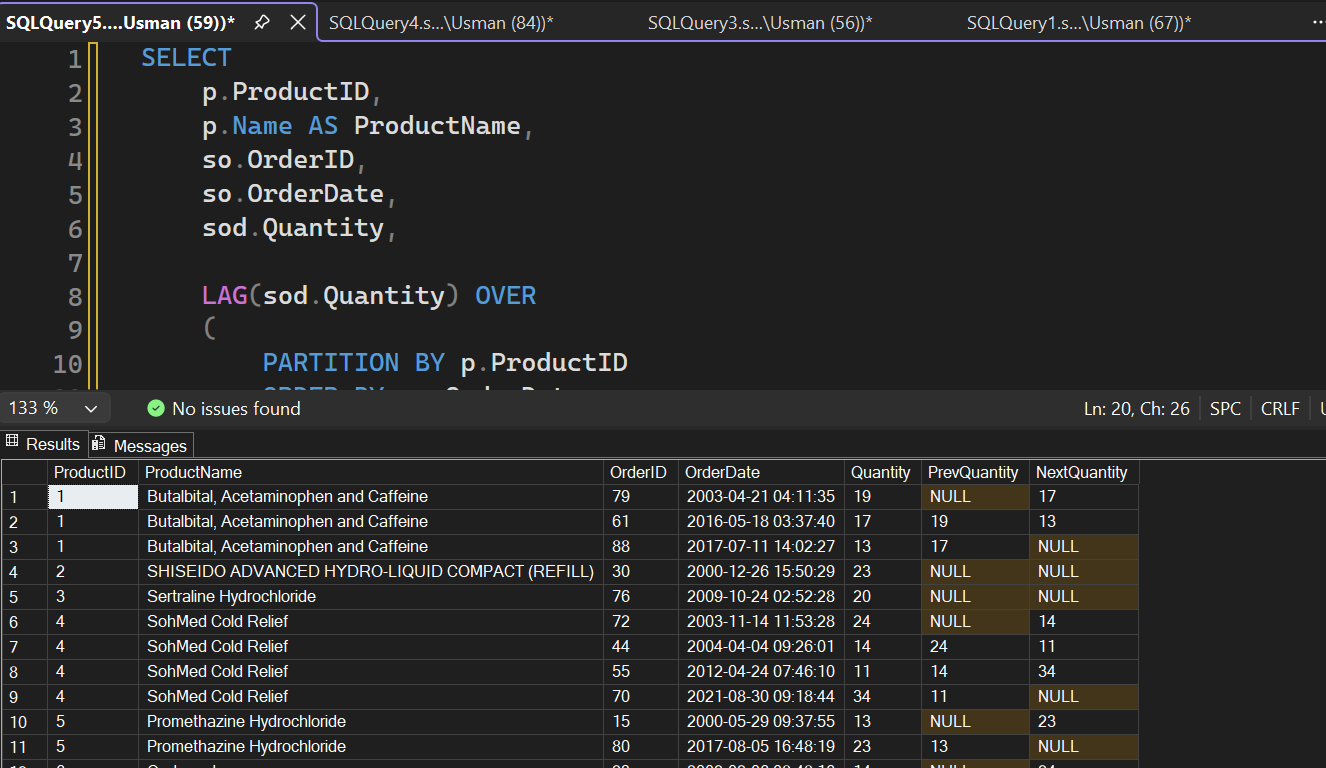 SQLQuery5....Usman (59))* SQLQuery4.s...\Usman (84))* SQLQuery3.s...\Usman (56))* SQLQuery1.s...\Usman (67))* ...
1 SELECT
2 p.ProductID,
3 p.Name AS ProductName,
4 so.OrderID,
5 so.OrderDate,
6 sod.Quantity,
7
8 LAG(sod.Quantity) OVER
9 (
10 PARTITION BY p.ProductID
133 % No issues found Ln: 20, Ch: 26 SPC CRLF
Results Messages
ProductID ProductName OrderID OrderDate Quantity PrevQuantity NextQuantity
1 1 Butalbital, Acetaminophen and Caffeine 79 2003-04-21 04:11:35 19 NULL 17
2 1 Butalbital, Acetaminophen and Caffeine 61 2016-05-18 03:37:40 17 19 13
3 1 Butalbital, Acetaminophen and Caffeine 88 2017-07-11 14:02:27 13 17 NULL
4 2 SHISEIDO ADVANCED HYDRO-LIQUID COMPACT (REFILL) 30 2000-12-26 15:50:29 23 NULL NULL
5 3 Sertraline Hydrochloride 76 2009-10-24 02:52:28 20 NULL NULL
6 4 SohMed Cold Relief 72 2003-11-14 11:53:28 24 NULL 14
7 4 SohMed Cold Relief 44 2004-04-04 09:26:01 14 24 11
8 4 SohMed Cold Relief 55 2012-04-24 07:46:10 11 14 34
9 4 SohMed Cold Relief 70 2021-08-30 09:18:44 34 11 NULL
10 5 Promethazine Hydrochloride 15 2000-05-29 09:37:55 13 NULL 23
11 5 Promethazine Hydrochloride 80 2017-08-05 16:48:19 23 13 NULL